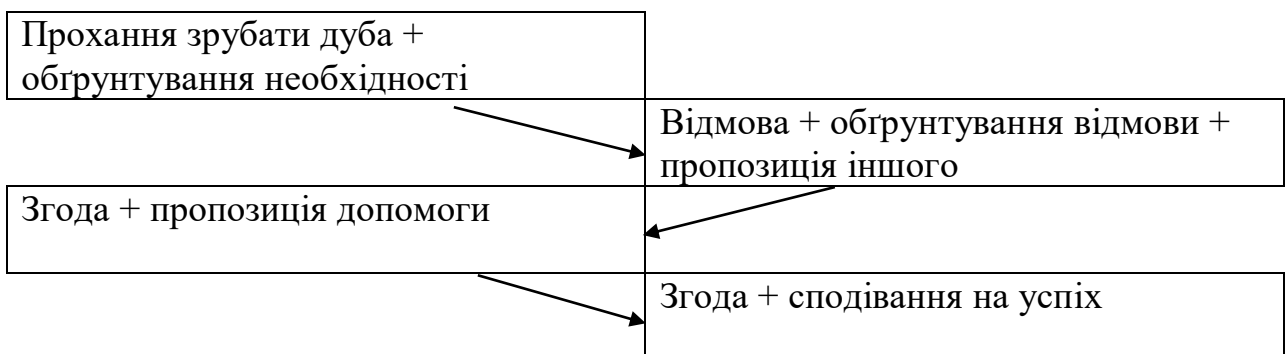 Прохання зрубати дуба +
обґрунтування необхідності
Відмова + обґрунтування відмови +
пропозиція іншого
Згода + пропозиція допомоги
Згода + сподівання на успіх